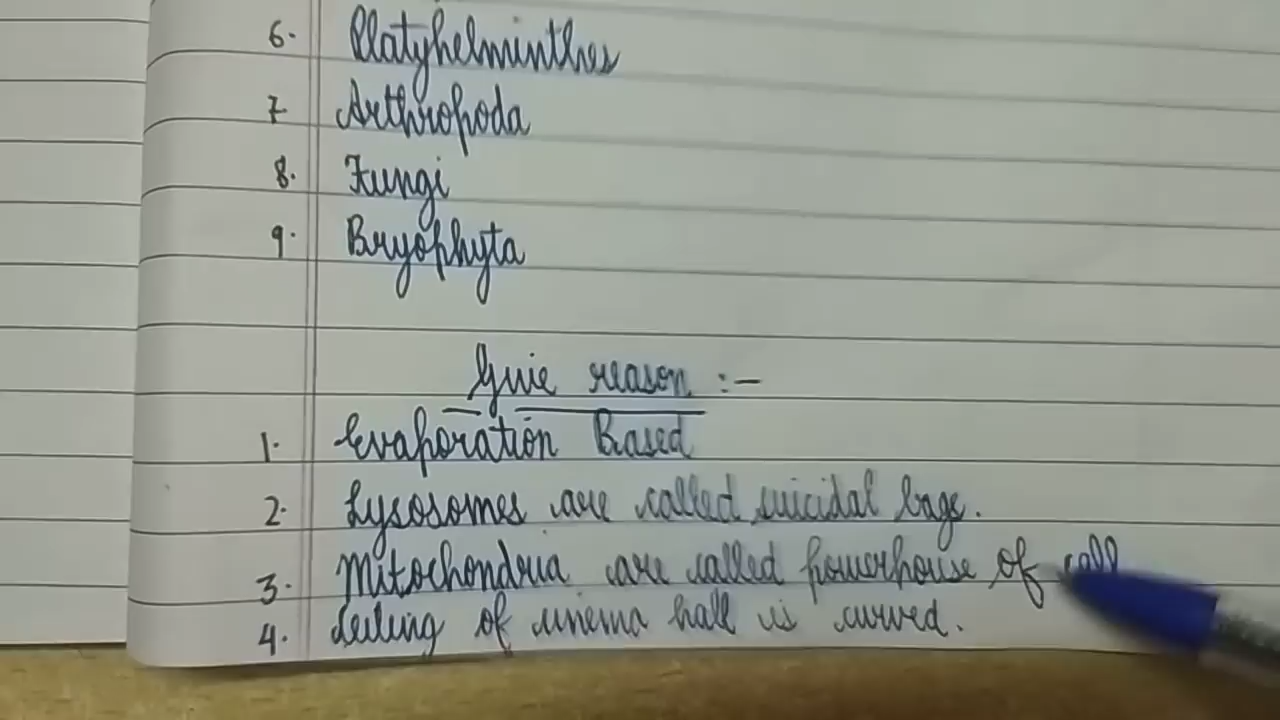 6. Platyhelminthes
7. Arthropoda
8. Fungi
9. Bryophyta
Give reason :-
1. Evaporation Based
2. Lysosomes are called suicidal bags.
3. Mitochondria are called powerhouse of cell
4. Ceiling of cinema hall is curved.